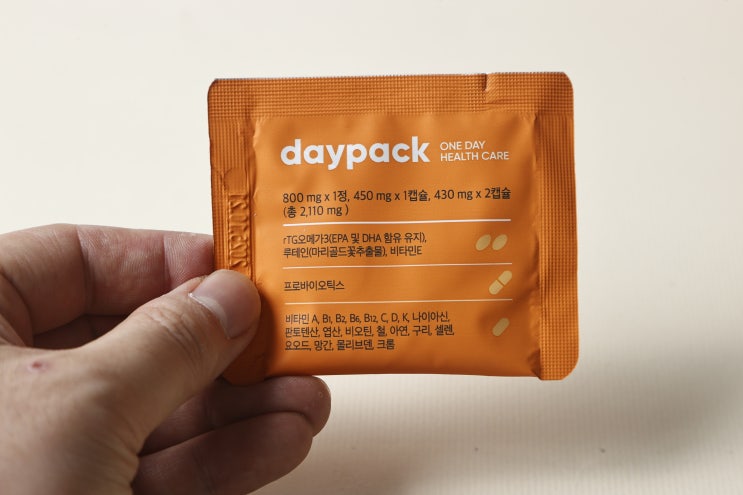 daypack
ONE DAY
HEALTH CARE
800 mg x 1정, 450 mg x 1캡슐, 430 mg x 2캡슐
(총 2,110 mg )
rTG오메가3(EPA 및 DHA 함유 유지),
루테인(마리골드꽃추출물), 비타민E
프로바이오틱스
비타민 A, B1, B2, B6, B12, C, D, K, 나이아신,
판토텐산, 엽산, 비오틴, 철, 아연, 구리, 셀렌,
요오드, 망간, 몰리브덴, 크롬